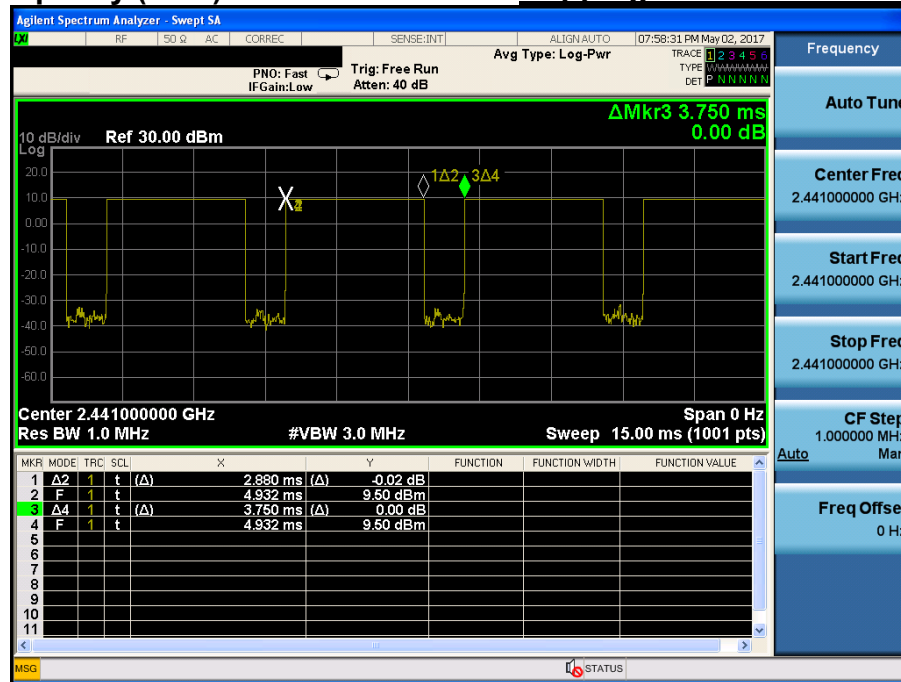 Agilent Spectrum Analyzer - Swept SA
LXI RF 50 Ω AC CORREC SENSE:INT ALIGN AUTO 07:58:31 PM May 02, 2017
Avg Type: Log-Pwr TRACE 1 2 3 4 5 6
PNO: Fast Trig: Free Run TYPE WWWWWW
IFGain:Low Atten: 40 dB DET P N N N N N
ΔMkr3 3.750 ms
10 dB/div Ref 30.00 dBm 0.00 dB
Log
20.0
10.0
0.00
-10.0
-20.0
-30.0
-40.0
-50.0
-60.0
1Δ2 3Δ4
Center 2.441000000 GHz Span 0 Hz
Res BW 1.0 MHz #VBW 3.0 MHz Sweep 15.00 ms (1001 pts)
MKR MODE TRC SCL X Y FUNCTION FUNCTION WIDTH FUNCTION VALUE
1 Δ2 1 t (Δ) 2.880 ms (Δ) -0.02 dB
2 F 1 t 4.932 ms 9.50 dBm
3 Δ4 1 t (Δ) 3.750 ms (Δ) 0.00 dB
4 F 1 t 4.932 ms 9.50 dBm
5
6
7
8
9
10
11
MSG STATUS
Frequency
Auto Tune
Center Freq
2.441000000 GHz
Start Freq
2.441000000 GHz
Stop Freq
2.441000000 GHz
CF Step
1.000000 MHz
Auto Man
Freq Offset
0 Hz